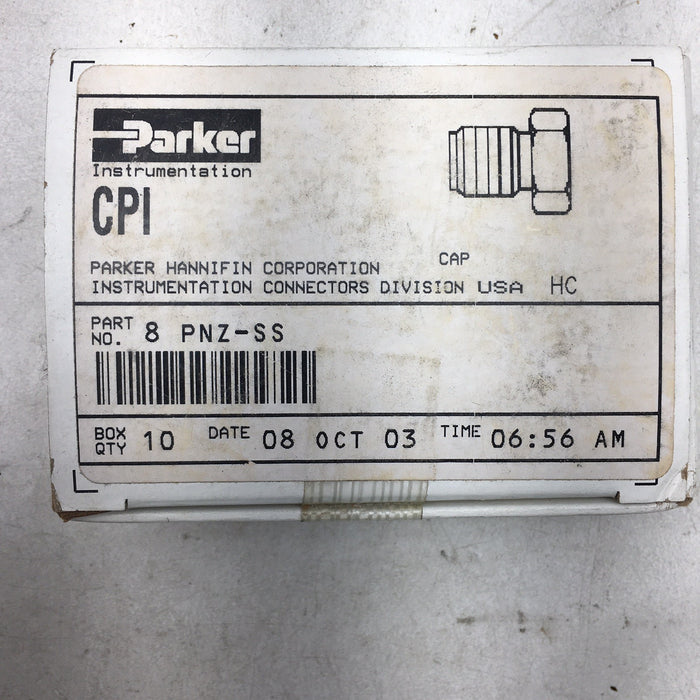 Parker
Instrumentation
CPI
CAP
PARKER HANNIFIN CORPORATION
INSTRUMENTATION CONNECTORS DIVISION USA HC
PART NO. 8 PNZ-SS
BOX QTY 10 DATE 08 OCT 03 TIME 06:56 AM